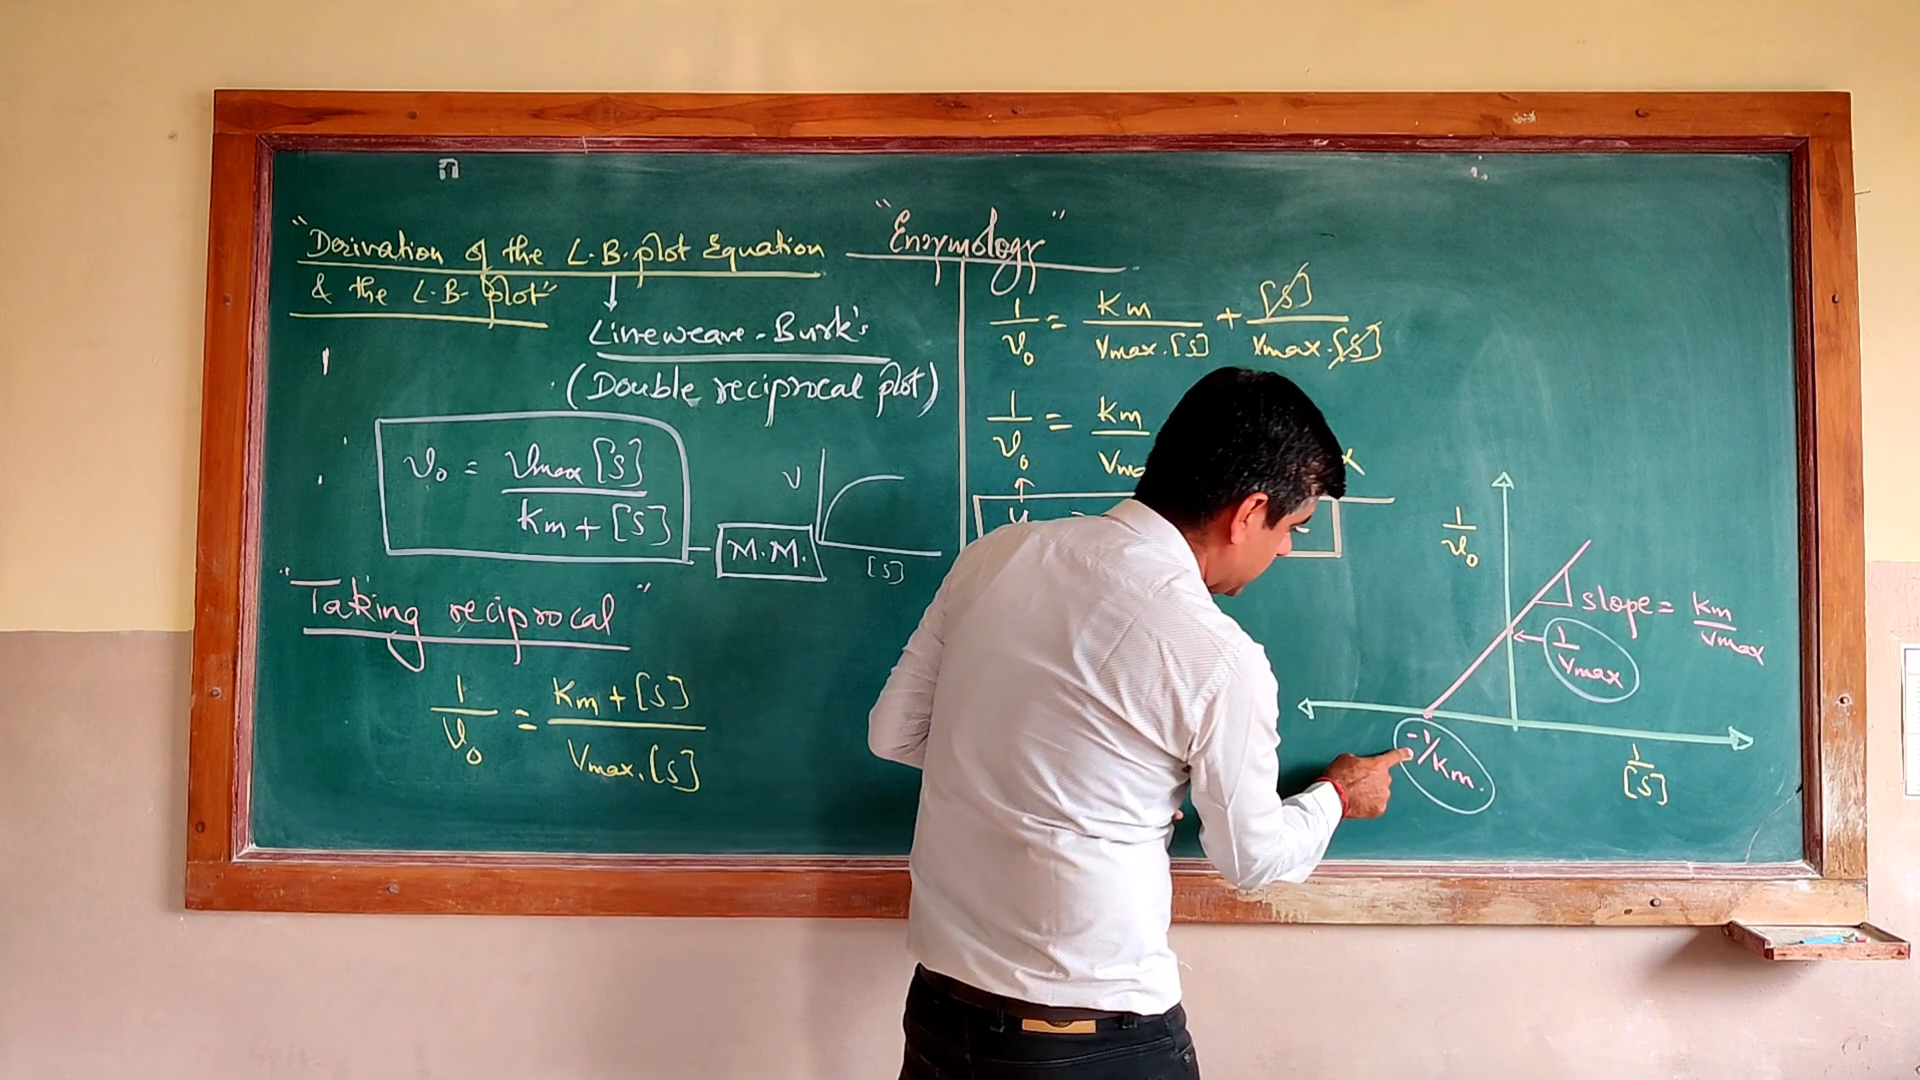 "Enzymology"
"Derivation of the L.B. plot Equation
& the L.B. plot"
Lineweave-Burk's
(Double reciprocal plot)
v₀ = Vmax [S] / Km + [S]
M.M.
V
[S]
"Taking reciprocal"
1/v₀ = Km + [S] / Vmax. [S]
1/v₀ = Km / Vmax. [S] + [S] / Vmax. [S]
1/v₀ = Km
1/v₀
slope = Km / Vmax
1/Vmax
-1/Km.
1/[S]